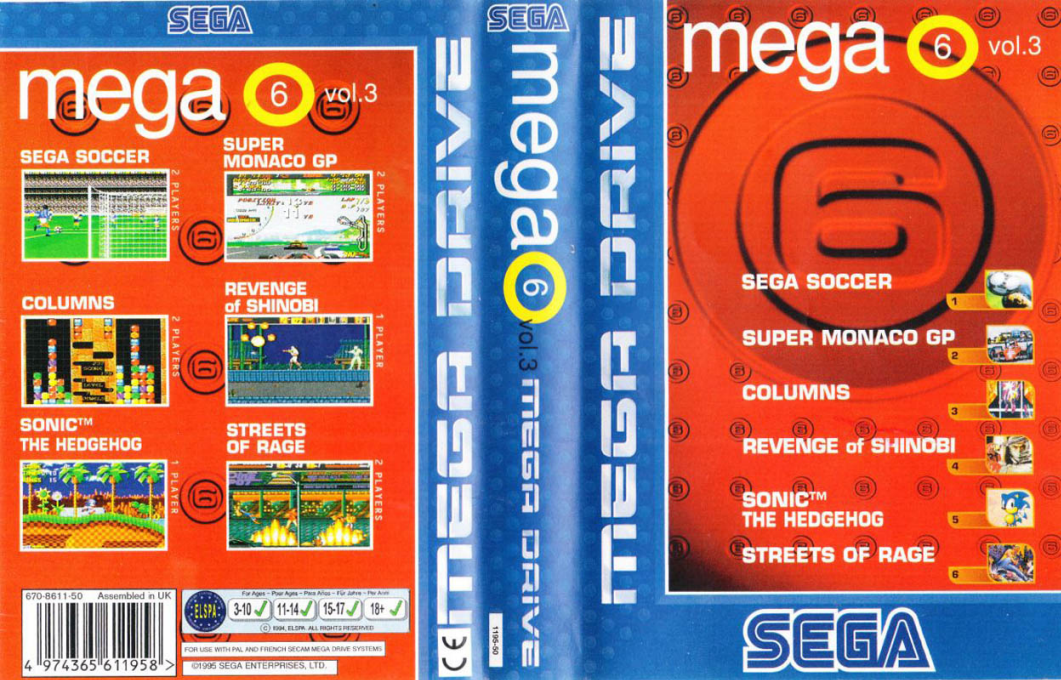 SEGA
mega 6 vol.3
SEGA SOCCER
2 PLAYERS
SUPER
MONACO GP
2 PLAYERS
COLUMNS
2 PLAYERS
REVENGE
of SHINOBI
1 PLAYER
SONIC™
THE HEDGEHOG
1 PLAYER
STREETS
OF RAGE
2 PLAYERS
670-8611-50 Assembled in UK
4 974365 611958 >
ELSPA
For Ages - Pour Ages - Para Años - Für Jahre - Per Anni
3-10 11-14 15-17 18+
© 1994, ELSPA. ALL RIGHTS RESERVED
FOR USE WITH PAL AND FRENCH SECAM MEGA DRIVE SYSTEMS
©1995 SEGA ENTERPRISES, LTD.
MEGA DRIVE
CE
SEGA
mega 6 vol.3 MEGA DRIVE
1195-50
MEGA DRIVE
mega 6 vol.3
6
SEGA SOCCER
1
SUPER MONACO GP
2
COLUMNS
3
REVENGE of SHINOBI
4
SONIC™
THE HEDGEHOG
5
STREETS OF RAGE
6
SEGA